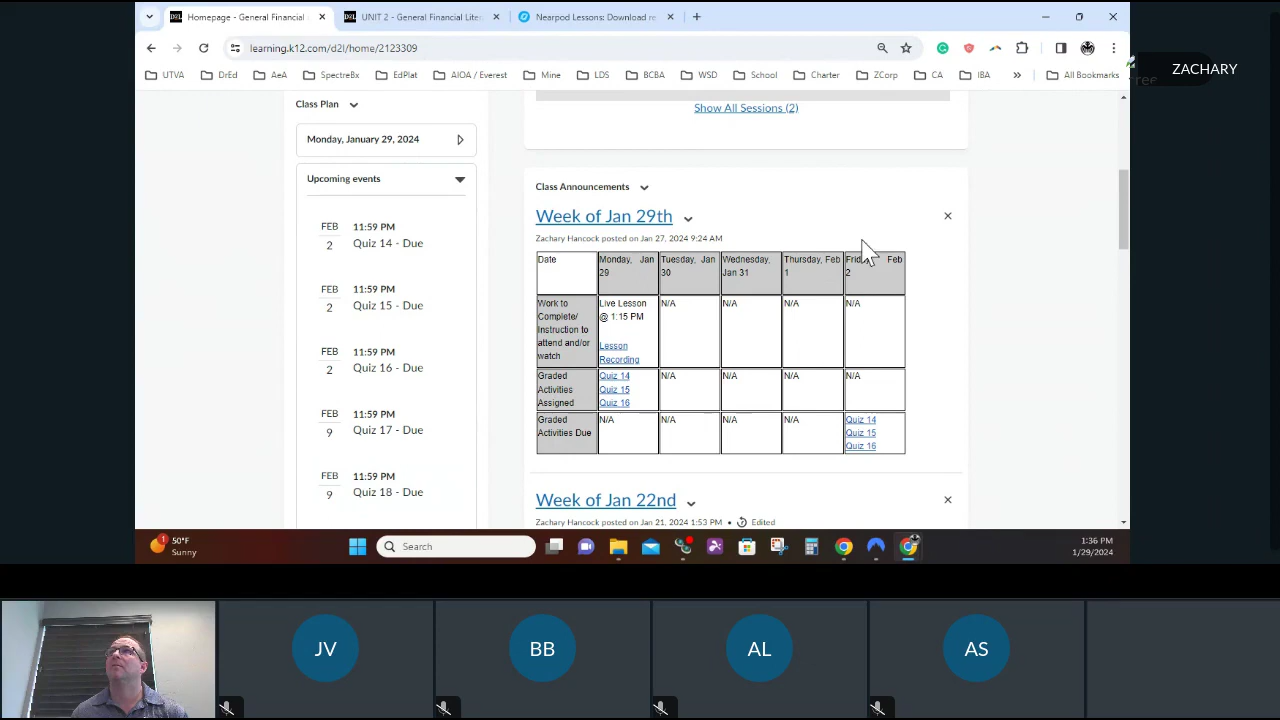 Homepage - General Financial
UNIT 2 - General Financial Liter
Nearpod Lessons: Download re
learning.k12.com/d2l/home/2123309
ZACHARY
UTVA
DrEd
AeA
SpectreBx
EdPlat
AIOA / Everest
Mine
LDS
BCBA
WSD
School
Charter
ZCorp
CA
IBA
All Bookmarks
Class Plan
Monday, January 29, 2024
Upcoming events
FEB 11:59 PM
2 Quiz 14 - Due
FEB 11:59 PM
2 Quiz 15 - Due
FEB 11:59 PM
2 Quiz 16 - Due
FEB 11:59 PM
9 Quiz 17 - Due
FEB 11:59 PM
9 Quiz 18 - Due
Show All Sessions (2)
Class Announcements
Week of Jan 29th
Zachary Hancock posted on Jan 27, 2024 9:24 AM
Date
Monday, Jan
29
Tuesday, Jan
30
Wednesday,
Jan 31
Thursday, Feb
1
Feb
2
Work to
Complete/
Instruction to
attend and/or
watch
Live Lesson
@ 1:15 PM
Lesson
Recording
N/A
N/A
N/A
N/A
Graded
Activities
Assigned
Quiz 14
Quiz 15
Quiz 16
N/A
N/A
N/A
Graded
Activities Due
N/A
N/A
N/A
N/A
Quiz 14
Quiz 15
Quiz 16
Week of Jan 22nd
Zachary Hancock posted on Jan 21, 2024 1:53 PM • Edited
1
50°F
Sunny
Search
1:36 PM
1/29/2024
JV
BB
AL
AS